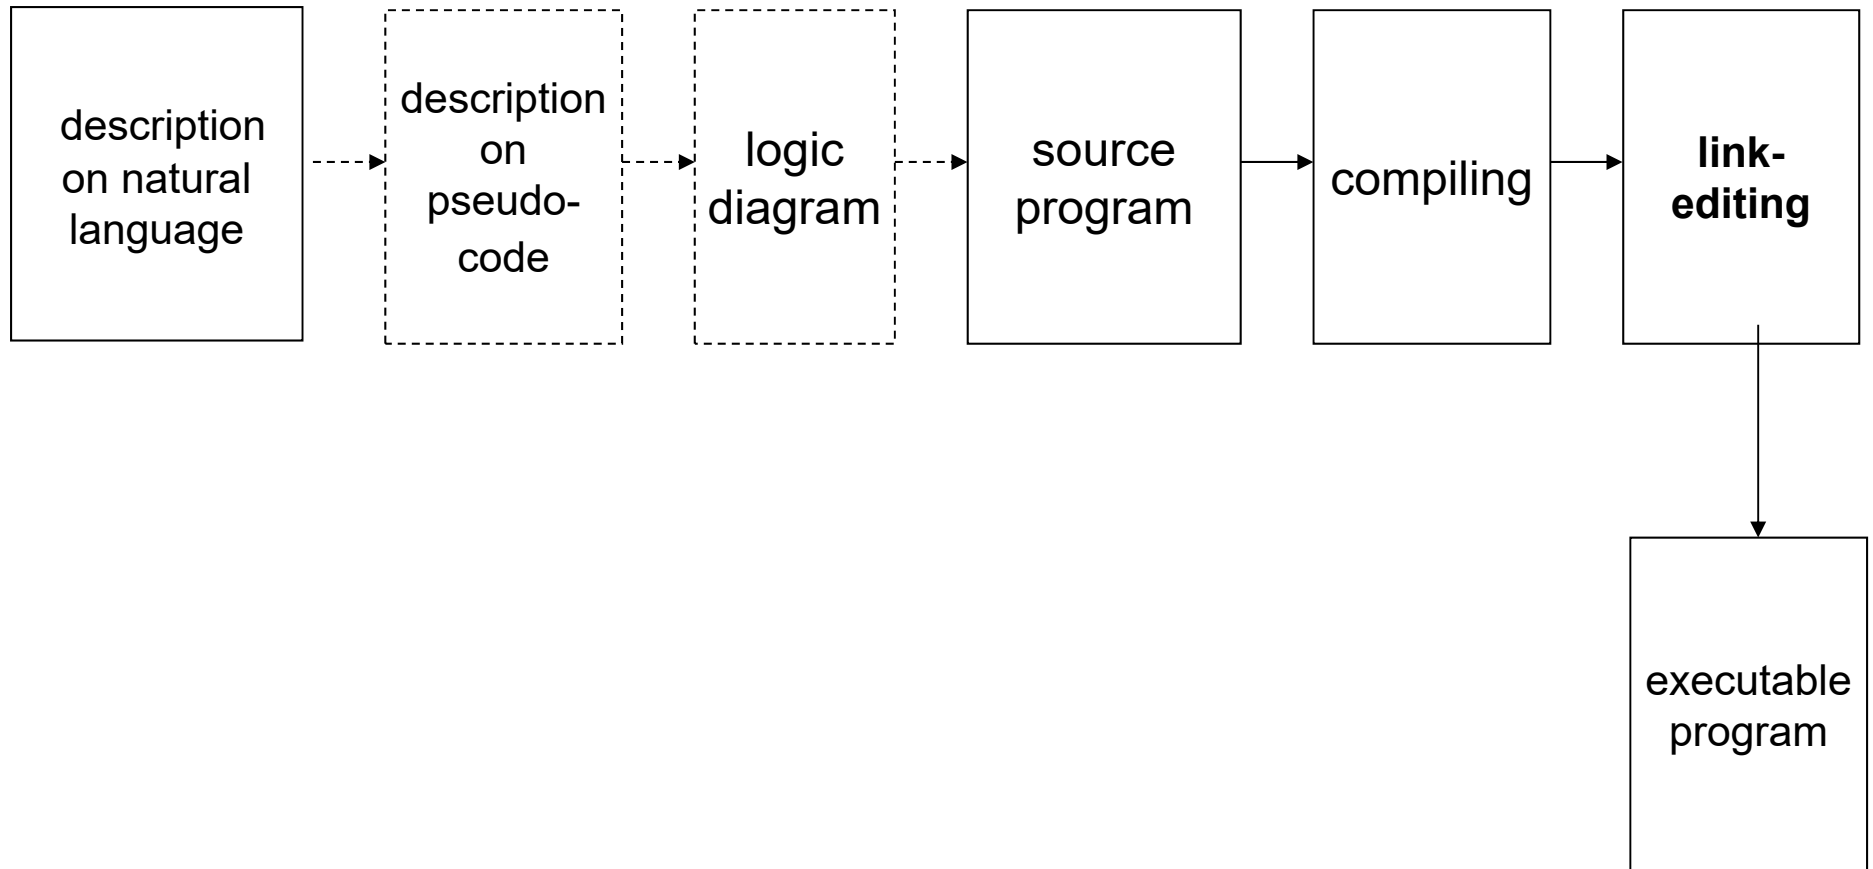 description
on natural
language
description
on
pseudo-
code
logic
diagram
source
program
compiling
link-
editing
executable
program